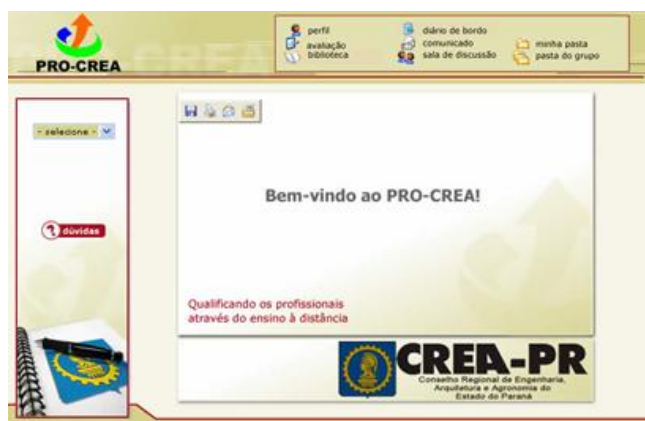 PRO-CREA
perfil
avaliação
biblioteca
diário de bordo
comunicado
sala de discussão
minha pasta
pasta do grupo
- selecione -
dúvidas
Bem-vindo ao PRO-CREA!
Qualificando os profissionais
através do ensino à distância
CREA-PR
Conselho Regional de Engenharia,
Arquitetura e Agronomia do
Estado do Paraná